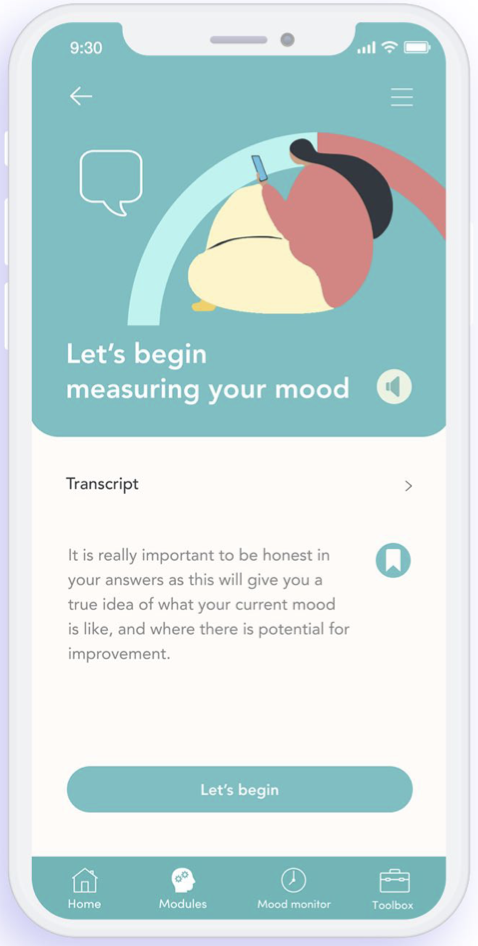 9:30
Let's begin
measuring your mood
Transcript
It is really important to be honest in
your answers as this will give you a
true idea of what your current mood
is like, and where there is potential for
improvement.
Let's begin
Home
Modules
Mood monitor
Toolbox